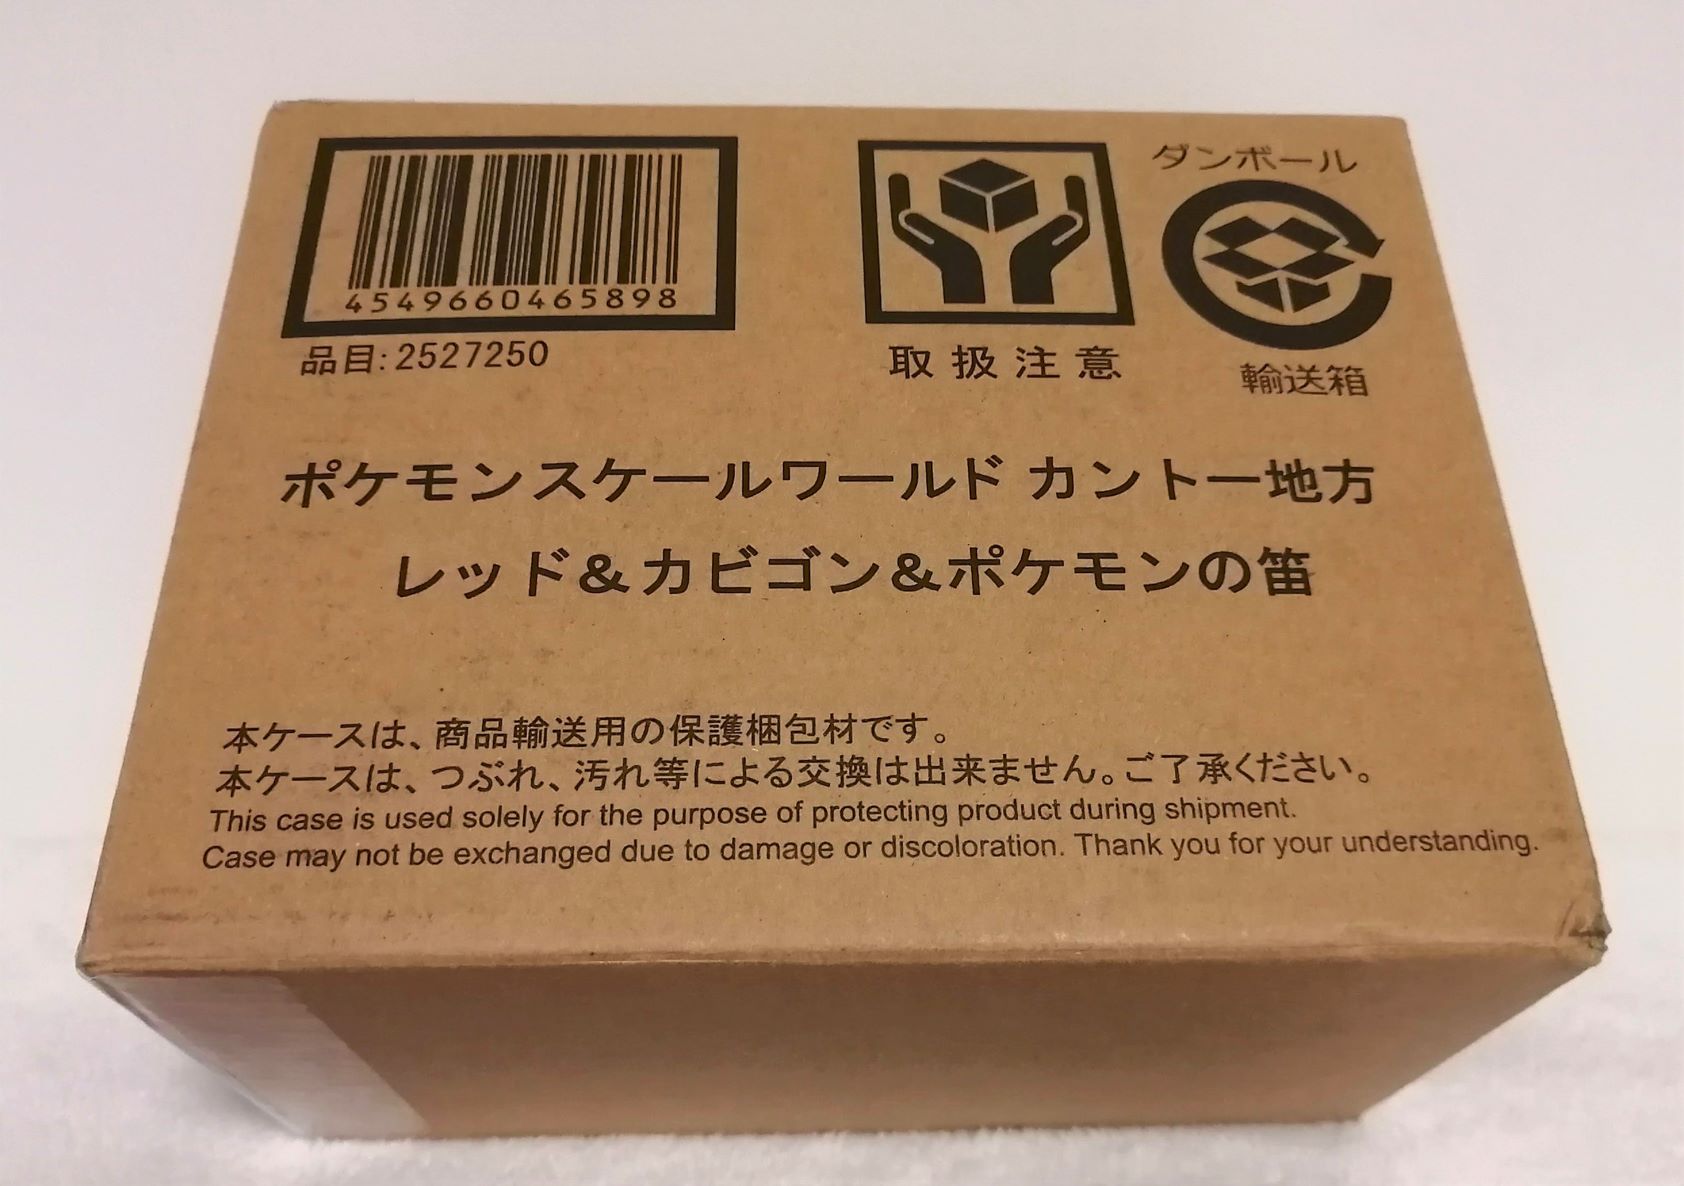 4549660465898
品目:2527250
取扱注意
ダンボール
輸送箱
ポケモンスケールワールド カントー地方
レッド&カビゴン&ポケモンの笛
本ケースは、商品輸送用の保護梱包材です。
本ケースは、つぶれ、汚れ等による交換は出来ません。ご了承ください。
This case is used solely for the purpose of protecting product during shipment.
Case may not be exchanged due to damage or discoloration. Thank you for your understanding.